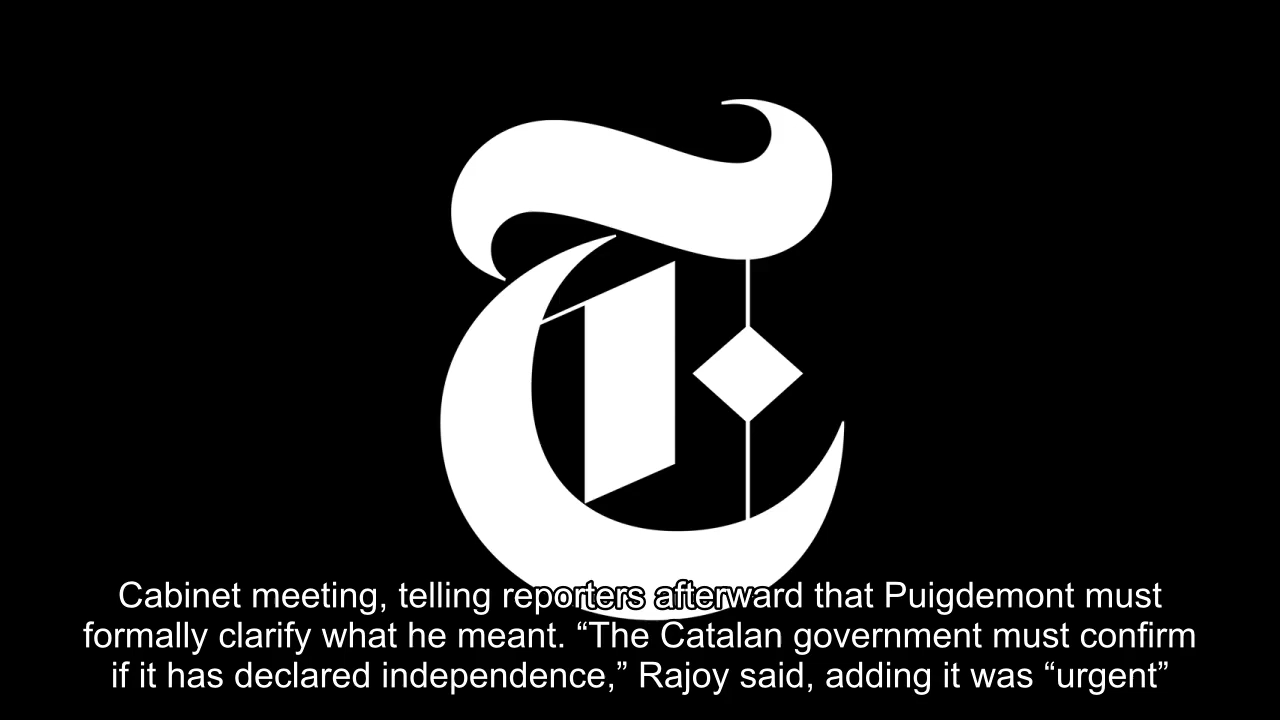 Cabinet meeting, telling reporters afterward that Puigdemont must
formally clarify what he meant. “The Catalan government must confirm
if it has declared independence,” Rajoy said, adding it was “urgent”